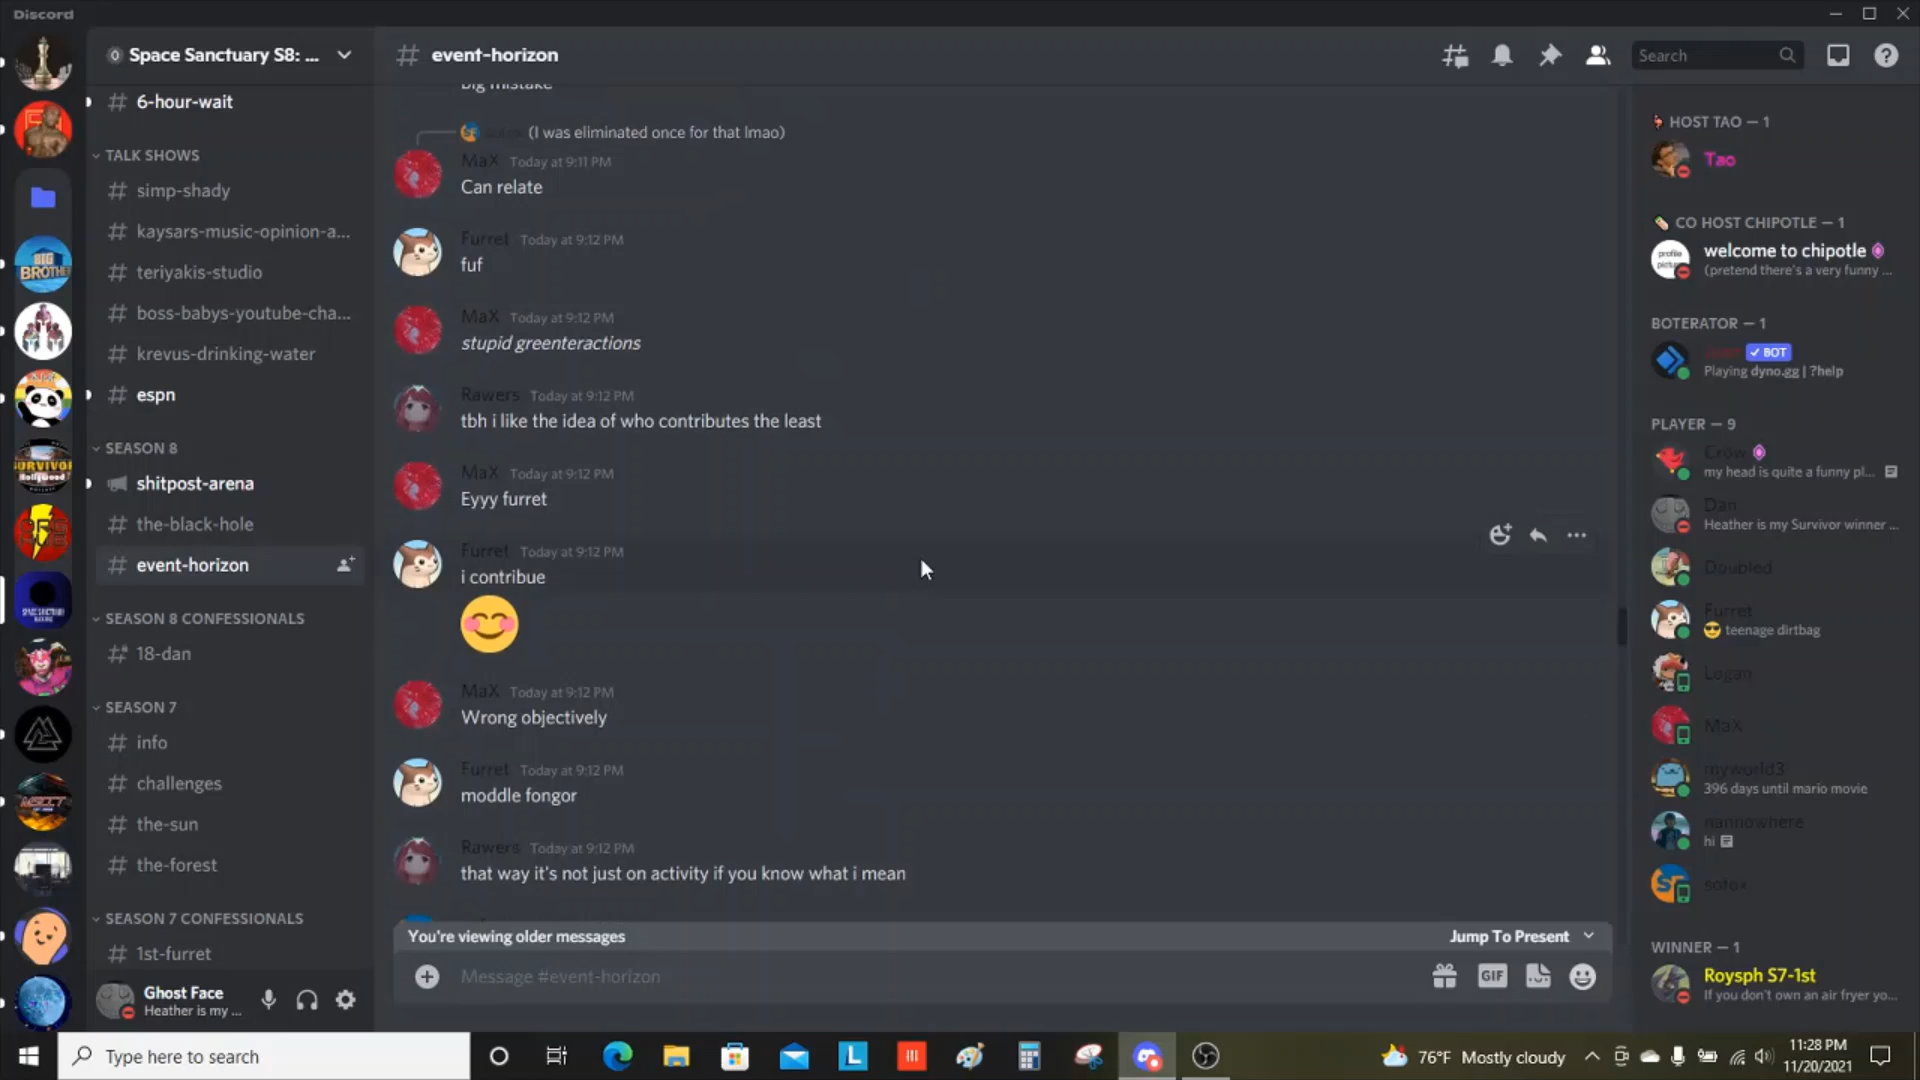 Discord
Space Sanctuary S8: ...
6-hour-wait
TALK SHOWS
simp-shady
kaysars-music-opinion-a...
teriyakis-studio
boss-babys-youtube-cha...
krevus-drinking-water
espn
SEASON 8
shitpost-arena
the-black-hole
event-horizon
SEASON 8 CONFESSIONALS
18-dan
SEASON 7
info
challenges
the-sun
the-forest
SEASON 7 CONFESSIONALS
1st-furret
Ghost Face
Heather is my ...
event-horizon
Search
big mistake
(I was eliminated once for that lmao)
MaX Today at 9:11 PM
Can relate
Furret Today at 9:12 PM
fuf
MaX Today at 9:12 PM
stupid greenteractions
Rawers Today at 9:12 PM
tbh i like the idea of who contributes the least
MaX Today at 9:12 PM
Eyyy furret
Furret Today at 9:12 PM
i contribue
MaX Today at 9:12 PM
Wrong objectively
Furret Today at 9:12 PM
moddle fongor
Rawers Today at 9:12 PM
that way it's not just on activity if you know what i mean
You're viewing older messages
Jump To Present
Message #event-horizon
GIF
HOST TAO — 1
Tao
CO HOST CHIPOTLE — 1
welcome to chipotle
(pretend there's a very funny ...
BOTERATOR — 1
BOT
Playing dyno.gg | ?help
PLAYER — 9
Crow
my head is quite a funny pl...
Dan
Heather is my Survivor winner ...
Doubled
Furret
teenage dirtbag
Logan
MaX
myworld3
396 days until mario movie
nannowhere
hi
sotox
WINNER — 1
Roysph S7-1st
If you don't own an air fryer yo...
BIG
BROTHER
profile
picture
Type here to search
L
76°F Mostly cloudy
11:28 PM
11/20/2021